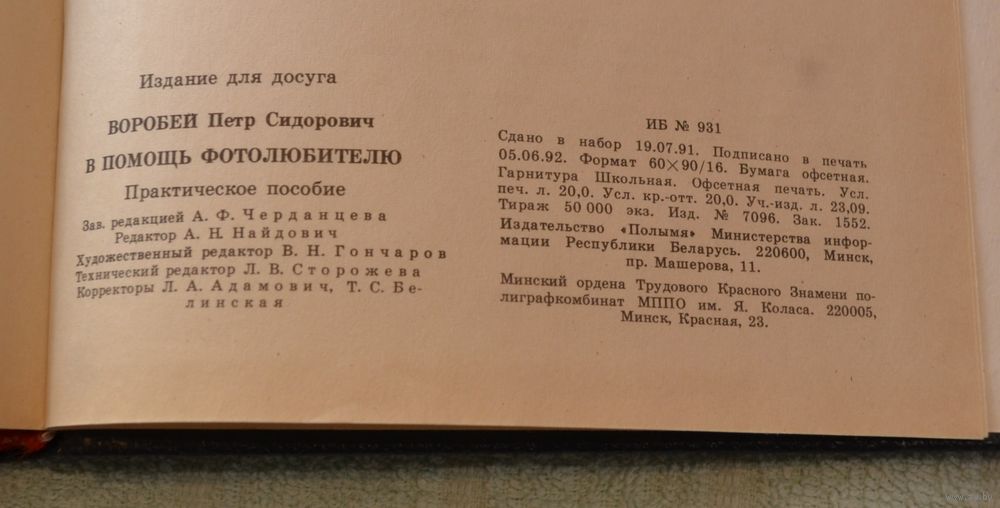 Издание для досуга
ВОРОБЕЙ Петр Сидорович
В ПОМОЩЬ ФОТОЛЮБИТЕЛЮ
Практическое пособие
Зав. редакцией А. Ф. Черданцева
Редактор А. Н. Найдович
Художественный редактор В. Н. Гончаров
Технический редактор Л. В. Сторожева
Корректоры Л. А. Адамович, Т. С. Бе-
линская
ИБ № 931
Сдано в набор 19.07.91. Подписано в печать
05.06.92. Формат 60×90/16. Бумага офсетная.
Гарнитура Школьная. Офсетная печать. Усл.
печ. л. 20,0. Усл. кр.-отт. 20,0. Уч.-изд. л. 23,09.
Тираж 50 000 экз. Изд. № 7096. Зак. 1552.
Издательство «Полымя» Министерства инфор-
мации Республики Беларусь. 220600, Минск,
пр. Машерова, 11.
Минский ордена Трудового Красного Знамени по-
лиграфкомбинат МППО им. Я. Коласа. 220005,
Минск, Красная, 23.